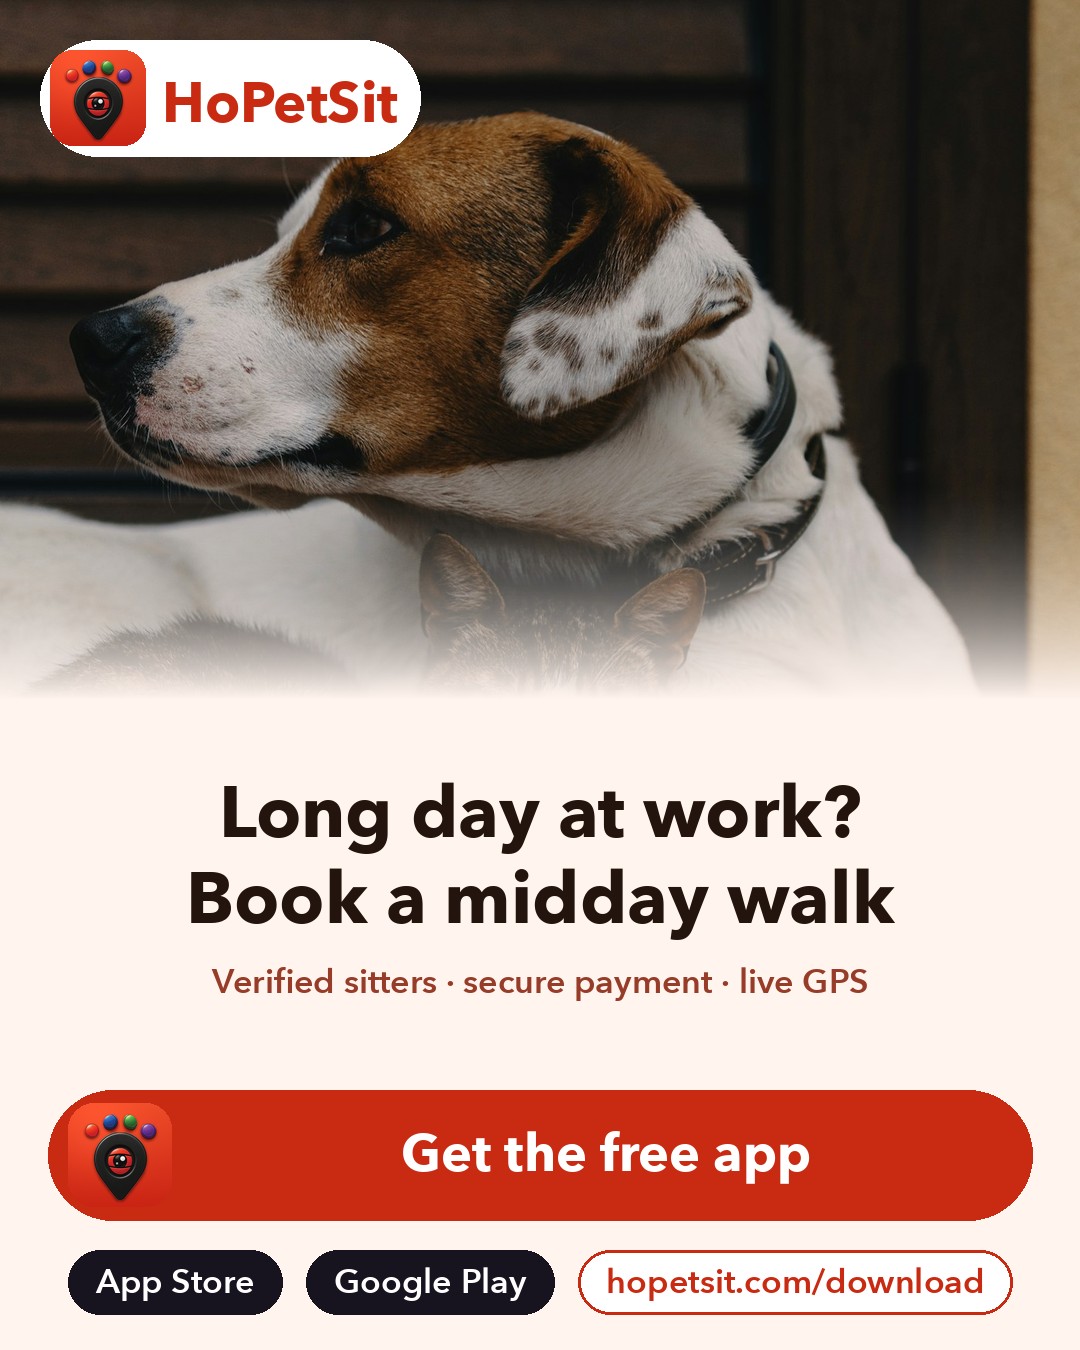 HoPetSit
Long day at work?
Book a midday walk
Verified sitters · secure payment · live GPS
Get the free app
App Store
Google Play
hopetsit.com/download